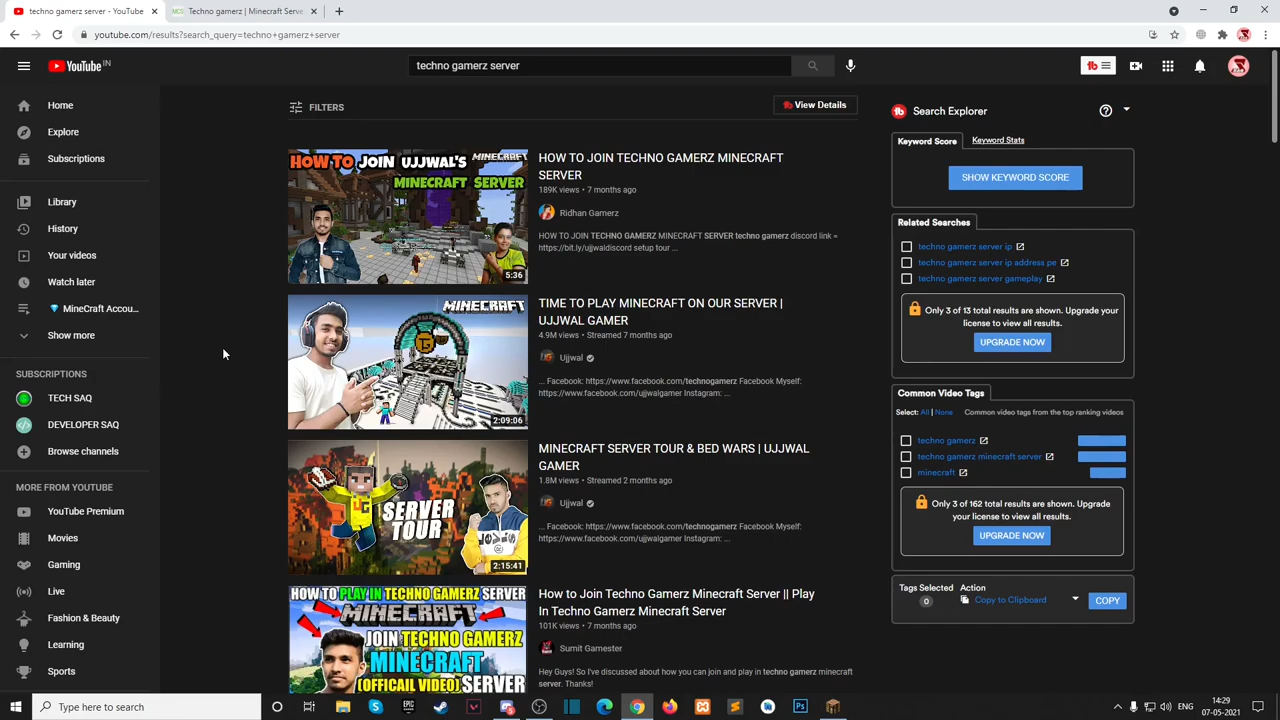 techno gamerz server - YouTube
MCS Techno gamerz | Minecraft Serve
youtube.com/results?search_query=techno+gamerz+server
YouTube IN
techno gamerz server
Home
Explore
Subscriptions
Library
History
Your videos
Watch later
MineCraft Accou...
Show more
SUBSCRIPTIONS
TECH SAQ
DEVELOPER SAQ
Browse channels
MORE FROM YOUTUBE
YouTube Premium
Movies
Gaming
Live
Fashion & Beauty
Learning
Sports
FILTERS
View Details
HOW TO JOIN UJJWAL'S MINECRAFT
MINECRAFT SERVER
5:36
HOW TO JOIN TECHNO GAMERZ MINECRAFT
SERVER
189K views • 7 months ago
Ridhan Gamerz
HOW TO JOIN TECHNO GAMERZ MINECRAFT SERVER techno gamerz discord link =
https://bit.ly/ujjwaldiscord setup tour ...
MINECRAFT
2:09:06
TIME TO PLAY MINECRAFT ON OUR SERVER |
UJJWAL GAMER
4.9M views • Streamed 7 months ago
Ujjwal
... Facebook: https://www.facebook.com/technogamerz Facebook Myself:
https://www.facebook.com/ujjwalgamer Instagram: ...
UG
SERVER
TOUR
2:15:41
MINECRAFT SERVER TOUR & BED WARS | UJJWAL
GAMER
1.8M views • Streamed 2 months ago
Ujjwal
... Facebook: https://www.facebook.com/technogamerz Facebook Myself:
https://www.facebook.com/ujjwalgamer Instagram: ...
HOW TO PLAY IN TECHNO GAMERZ SERVER
MINECRAFT
JOIN TECHNO GAMERZ
MINECRAFT
(OFFICAIL VIDEO) SERVER
How to Join Techno Gamerz Minecraft Server || Play
In Techno Gamerz Minecraft Server
101K views • 7 months ago
Sumit Gamester
Hey Guys! So I've discussed about how you can join and play in techno gamerz minecraft
server. Thanks!
Search Explorer
Keyword Score
Keyword Stats
SHOW KEYWORD SCORE
Related Searches
techno gamerz server ip
techno gamerz server ip address pe
techno gamerz server gameplay
Only 3 of 13 total results are shown. Upgrade your
license to view all results.
UPGRADE NOW
Common Video Tags
Select: All | None Common video tags from the top ranking videos
techno gamerz
techno gamerz minecraft server
minecraft
Only 3 of 162 total results are shown. Upgrade
your license to view all results.
UPGRADE NOW
Tags Selected
0
Action
Copy to Clipboard
COPY
Type here to search
ENG
14:29
07-05-2021